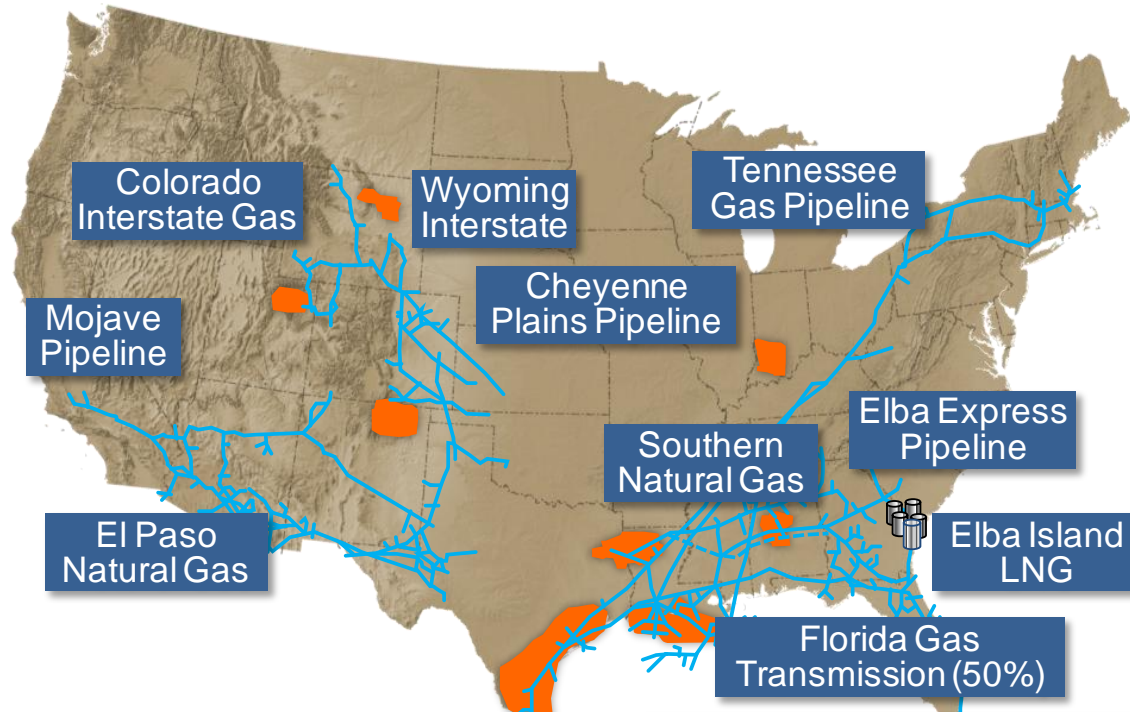 Colorado
Interstate Gas
Wyoming
Interstate
Tennessee
Gas Pipeline
Cheyenne
Plains Pipeline
Mojave
Pipeline
Elba Express
Pipeline
Southern
Natural Gas
El Paso
Natural Gas
Elba Island
LNG
Florida Gas
Transmission (50%)